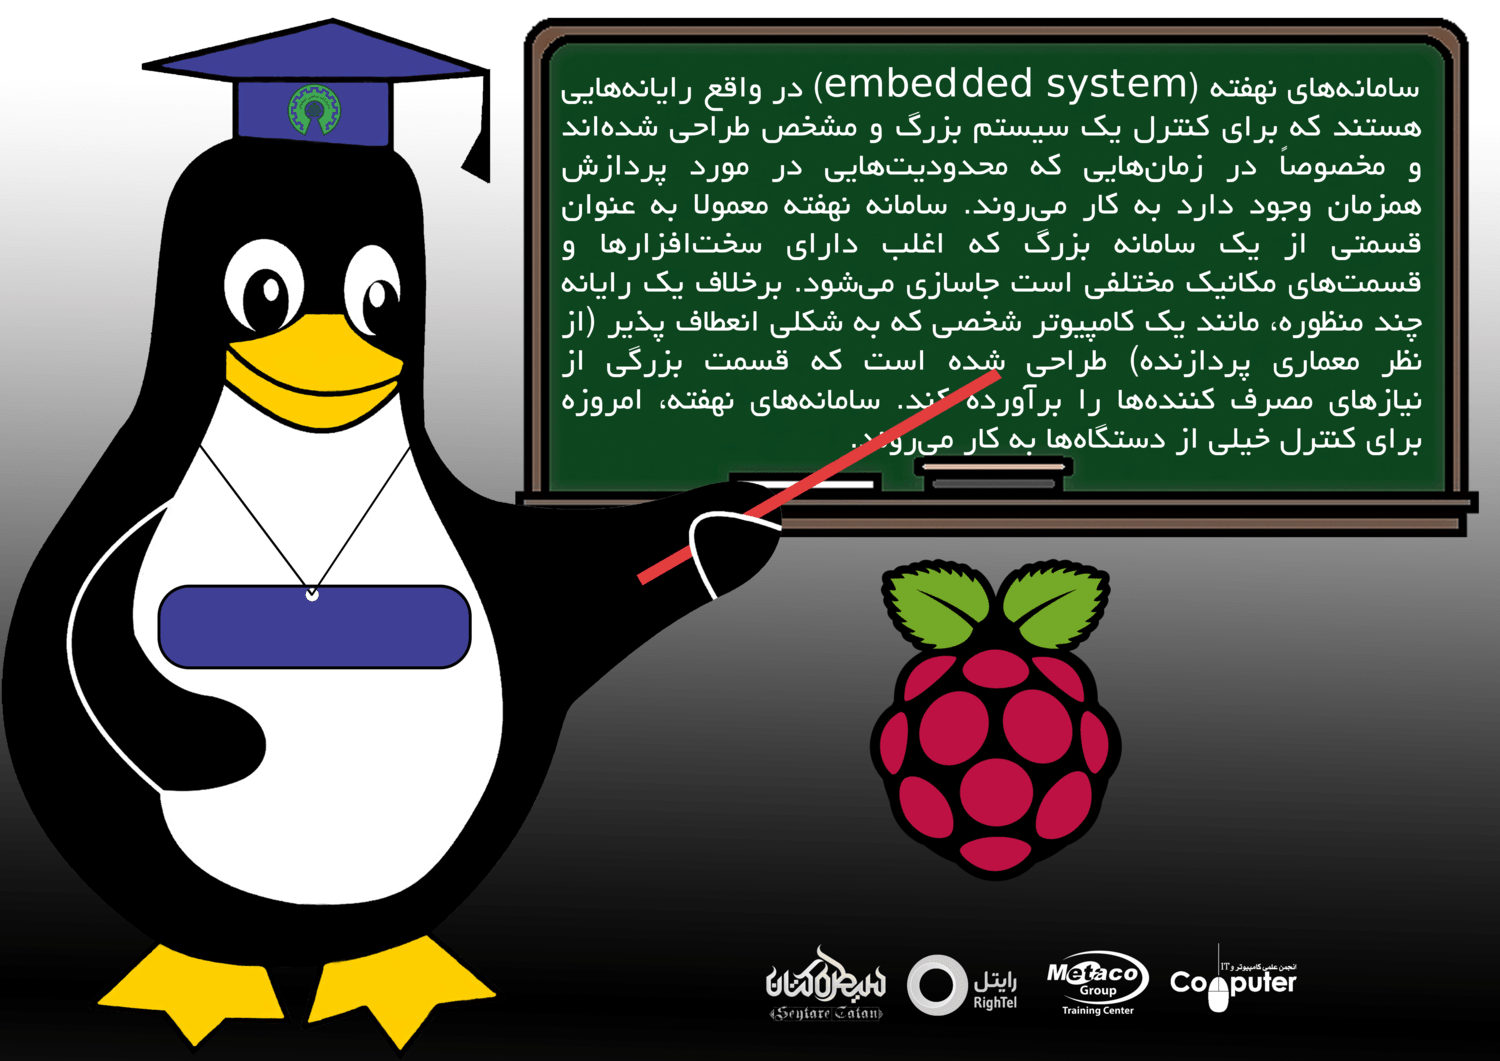 سامانه‌های نهفته (embedded system) در واقع رایانه‌هایی
هستند که برای کنترل یک سیستم بزرگ و مشخص طراحی شده‌اند
و مخصوصاً در زمان‌هایی که محدودیت‌هایی در مورد پردازش
همزمان وجود دارد به کار می‌روند. سامانه نهفته معمولا به عنوان
قسمتی از یک سامانه بزرگ که اغلب دارای سخت‌افزارها و
قسمت‌های مکانیک مختلفی است جاسازی می‌شود. برخلاف یک رایانه
چند منظوره، مانند یک کامپیوتر شخصی که به شکلی انعطاف پذیر (از
نظر معماری پردازنده) طراحی شده است که قسمت بزرگی از
نیازهای مصرف کننده‌ها را برآورده کند. سامانه‌های نهفته، امروزه
برای کنترل خیلی از دستگاه‌ها به کار می‌روند.
Seytare Catan
رایتل
RighTel
Metaco
Group
Training Center
انجمن علمی کامپیوتر و IT
Computer